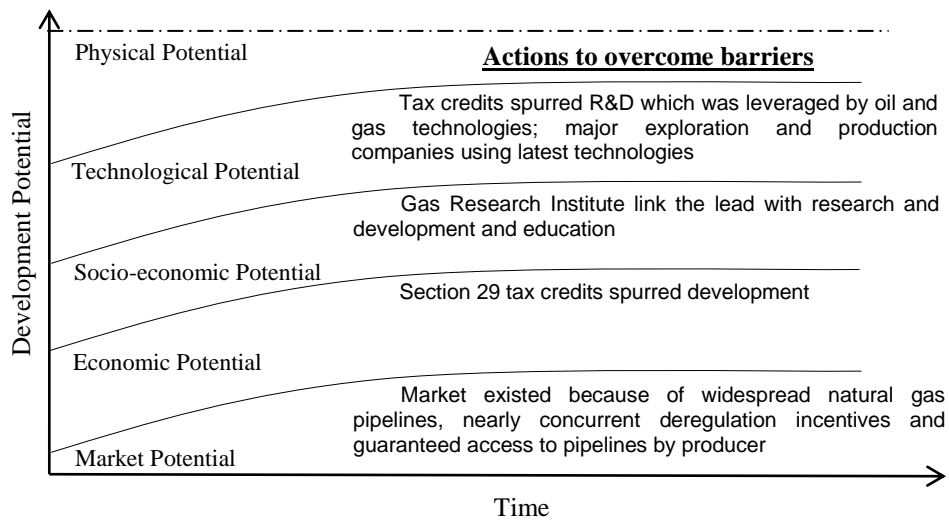 Physical Potential
Actions to overcome barriers
Tax credits spurred R&D which was leveraged by oil and
gas technologies; major exploration and production
companies using latest technologies
Technological Potential
Gas Research Institute link the lead with research and
development and education
Socio-economic Potential
Section 29 tax credits spurred development
Economic Potential
Market existed because of widespread natural gas
pipelines, nearly concurrent deregulation incentives and
guaranteed access to pipelines by producer
Market Potential
Development Potential
Time